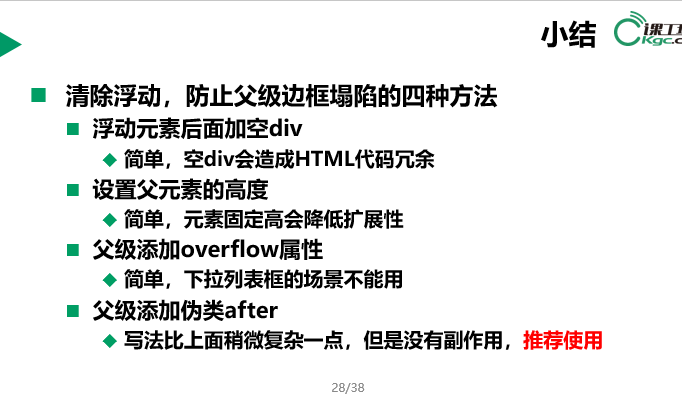 小结
课工场
Kgc.c
清除浮动，防止父级边框塌陷的四种方法
浮动元素后面加空div
简单，空div会造成HTML代码冗余
设置父元素的高度
简单，元素固定高会降低扩展性
父级添加overflow属性
简单，下拉列表框的场景不能用
父级添加伪类after
写法比上面稍微复杂一点，但是没有副作用，推荐使用
28/38